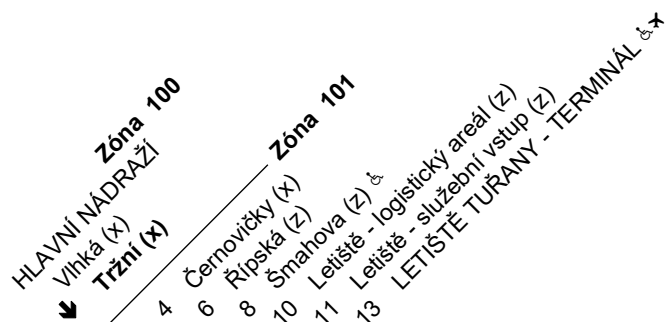 Zóna 100
HLAVNÍ NÁDRAŽÍ
Vlhká (x)
Tržní (x)
Zóna 101
4 Černovičky (x)
6 Řípská (z)
8 Šmahova (z)
10 Letiště - logistický areál (z)
11 Letiště - služební vstup (z)
13 LETIŠTĚ TUŘANY - TERMINÁL